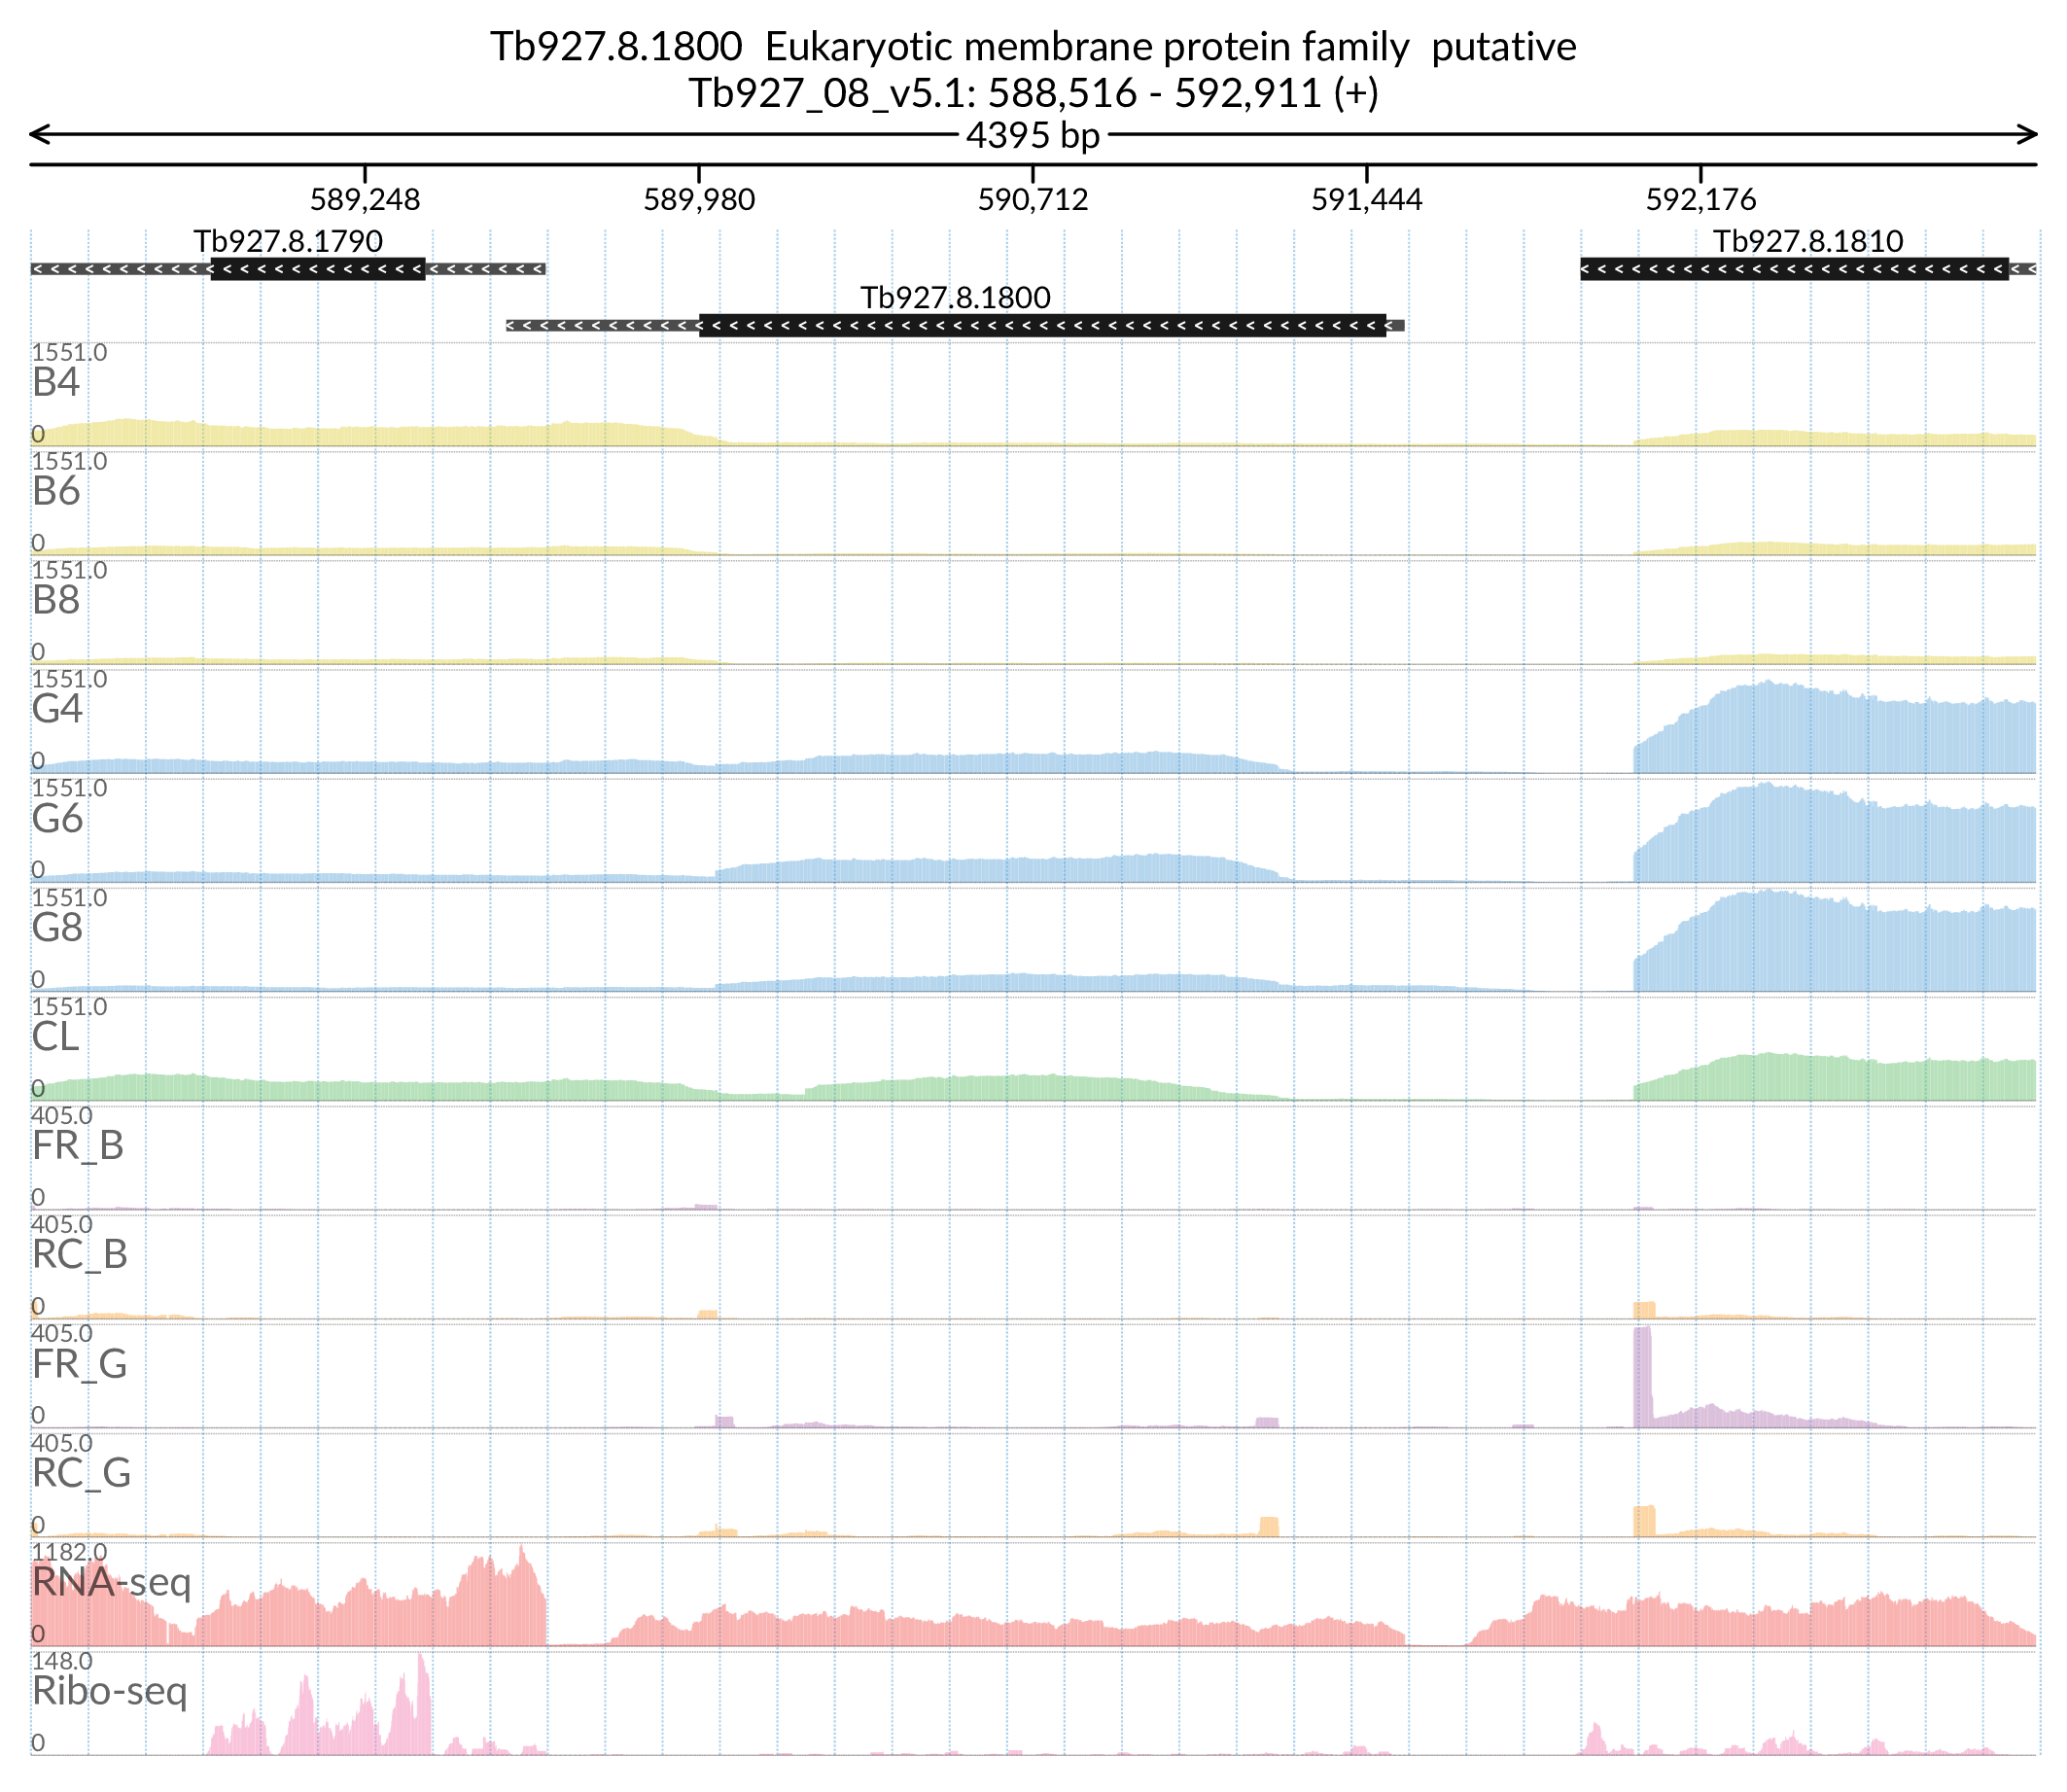 Tb927.8.1800 Eukaryotic membrane protein family putative
Tb927_08_v5.1: 588,516 - 592,911 (+)
4395 bp
589,248 589,980 590,712 591,444 592,176
Tb927.8.1790 Tb927.8.1810
Tb927.8.1800
1551.0
B4
0
1551.0
B6
0
1551.0
B8
0
1551.0
G4
0
1551.0
G6
0
1551.0
G8
0
1551.0
CL
0
405.0
FR_B
0
405.0
RC_B
0
405.0
FR_G
0
405.0
RC_G
0
1182.0
RNA-seq
0
148.0
Ribo-seq
0